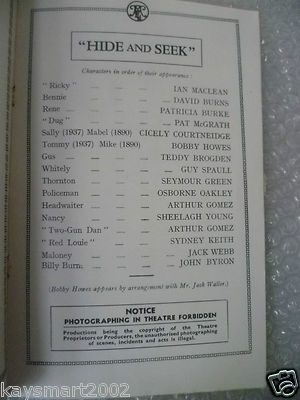 "HIDE AND SEEK"
Characters in order of their appearance:
"Ricky" — — — IAN MACLEAN
Bennie — — — DAVID BURNS
Rene — — — PATRICIA BURKE
"Dug" — — — PAT McGRATH
Sally (1937) Mabel (1890) CICELY COURTNEIDGE
Tommy (1937) Mike (1890) BOBBY HOWES
Gus — — — TEDDY BROGDEN
Whitely — — — GUY SPAULL
Thornton — — — SEYMOUR GREEN
Policeman — — — OSBORNE OAKLEY
Headwaiter — — — ARTHUR GOMEZ
Nancy — — — SHEELAGH YOUNG
"Two-Gun Dan" — — ARTHUR GOMEZ
"Red Louie" — — — SYDNEY KEITH
Maloney — — — JACK WEBB
Billy Burn — — — JOHN BYRON
(Bobby Howes appears by arrangement with Mr. Jack Waller.)
NOTICE
PHOTOGRAPHING IN THEATRE FORBIDDEN
Productions being the copyright of the Theatre
Proprietors or Producers, the unauthorised photographing
of scenes, incidents and acts is illegal.
kaysmart2002